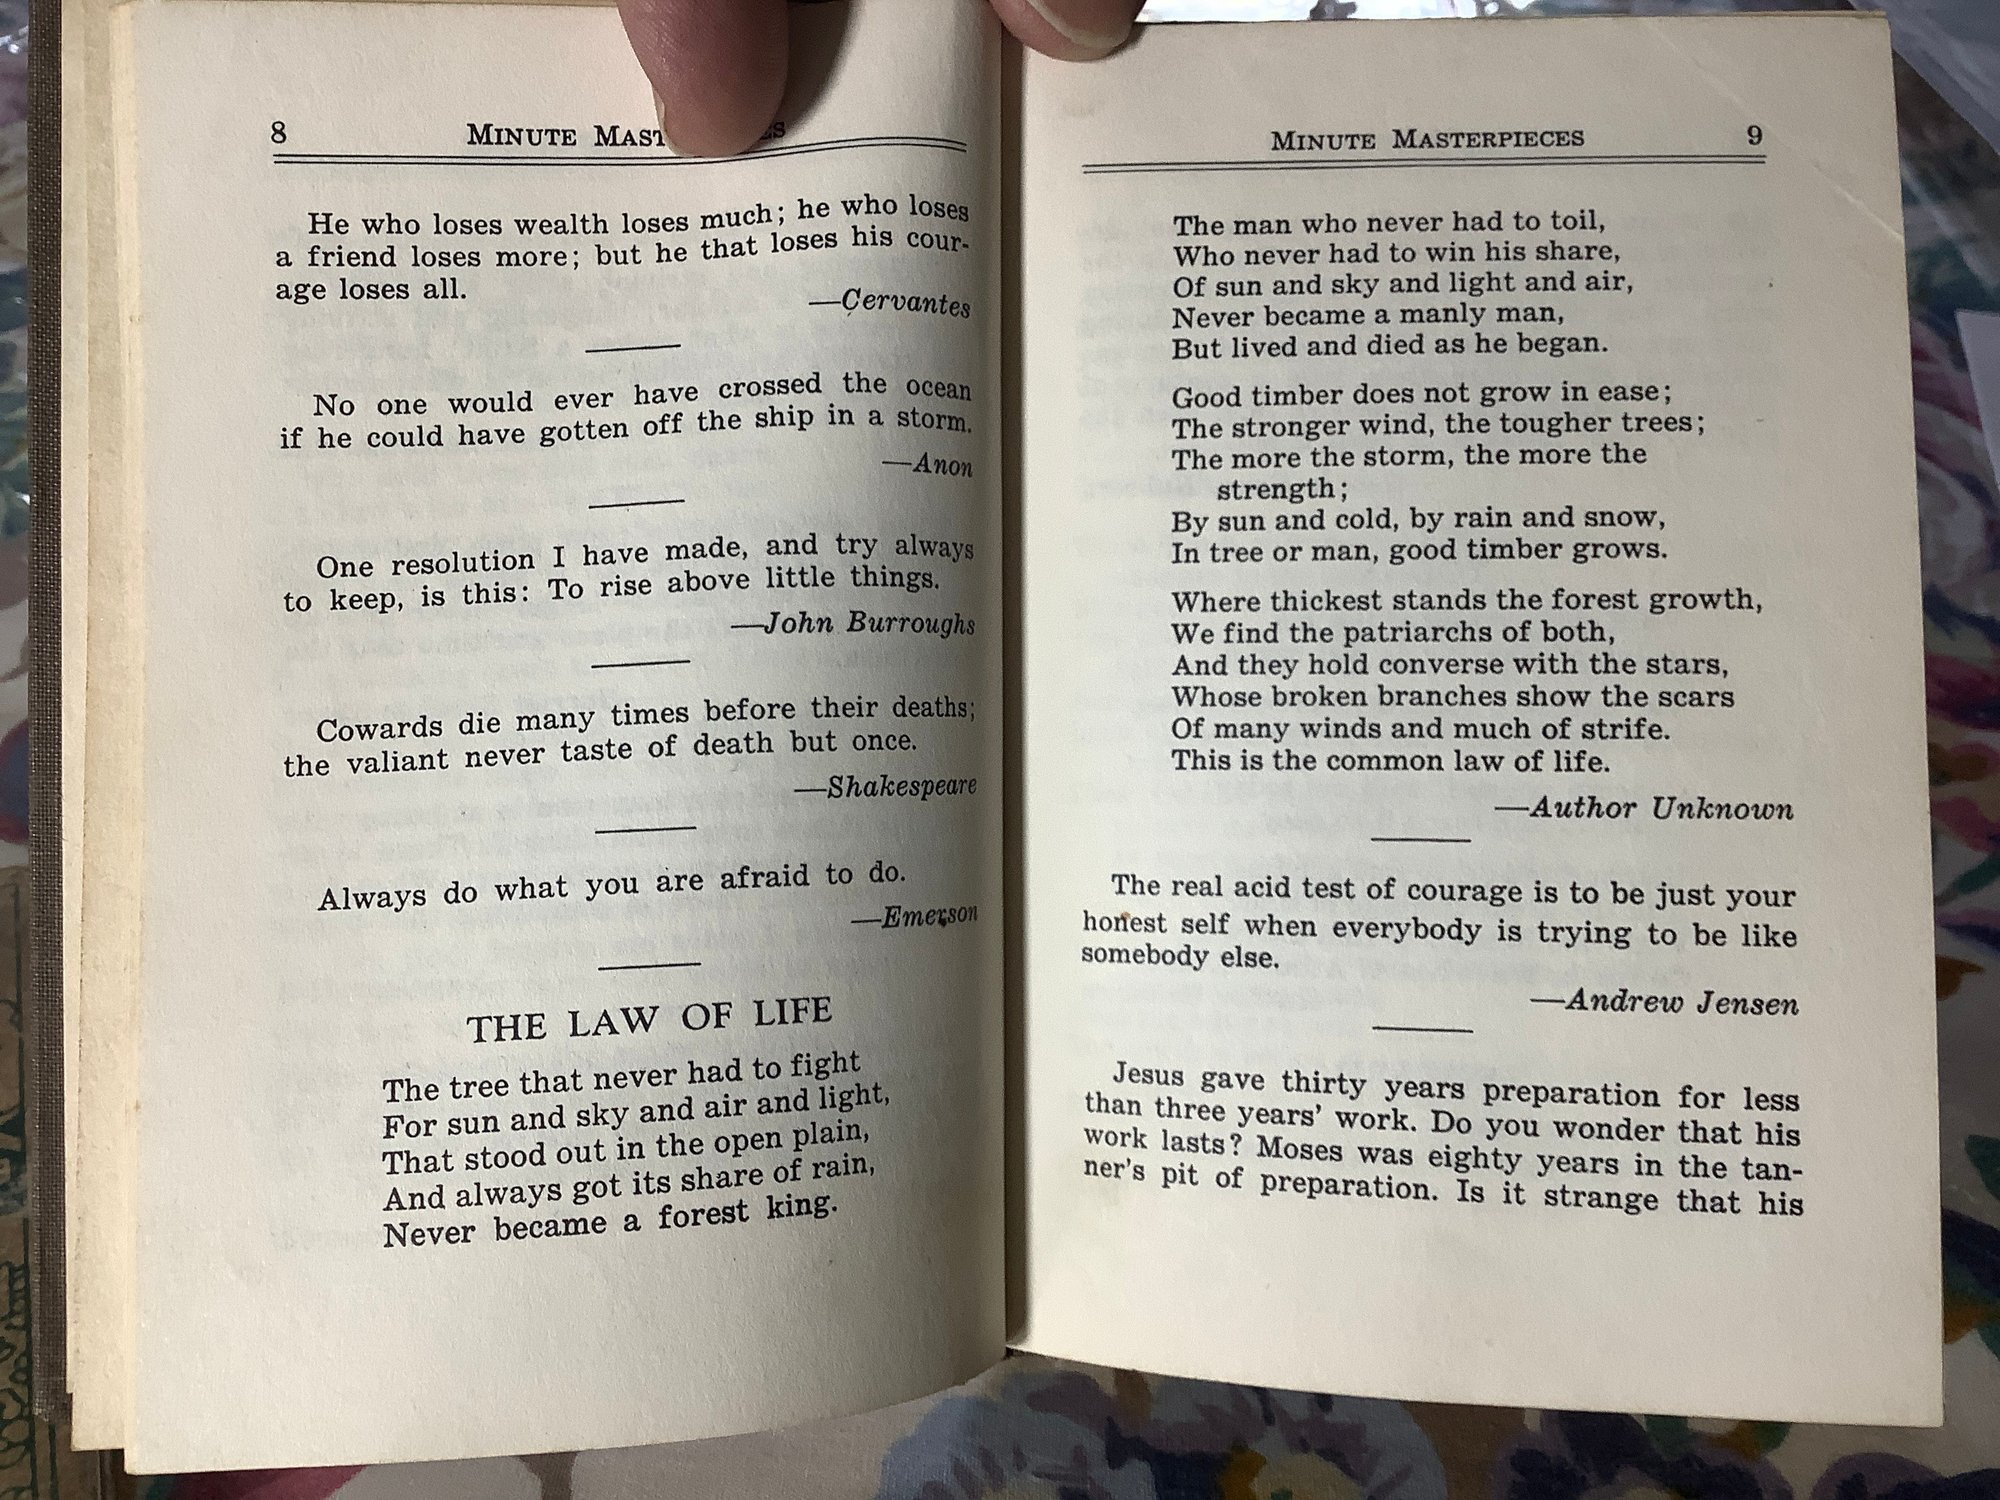 8 MINUTE MAST ES
He who loses wealth loses much; he who loses
a friend loses more; but he that loses his cour-
age loses all.
—Cervantes
No one would ever have crossed the ocean
if he could have gotten off the ship in a storm.
—Anon
One resolution I have made, and try always
to keep, is this: To rise above little things.
—John Burroughs
Cowards die many times before their deaths;
the valiant never taste of death but once.
—Shakespeare
Always do what you are afraid to do.
—Emerson
THE LAW OF LIFE
The tree that never had to fight
For sun and sky and air and light,
That stood out in the open plain,
And always got its share of rain,
Never became a forest king.
MINUTE MASTERPIECES 9
The man who never had to toil,
Who never had to win his share,
Of sun and sky and light and air,
Never became a manly man,
But lived and died as he began.
Good timber does not grow in ease;
The stronger wind, the tougher trees;
The more the storm, the more the
strength;
By sun and cold, by rain and snow,
In tree or man, good timber grows.
Where thickest stands the forest growth,
We find the patriarchs of both,
And they hold converse with the stars,
Whose broken branches show the scars
Of many winds and much of strife.
This is the common law of life.
—Author Unknown
The real acid test of courage is to be just your
honest self when everybody is trying to be like
somebody else.
—Andrew Jensen
Jesus gave thirty years preparation for less
than three years' work. Do you wonder that his
work lasts? Moses was eighty years in the tan-
ner's pit of preparation. Is it strange that his